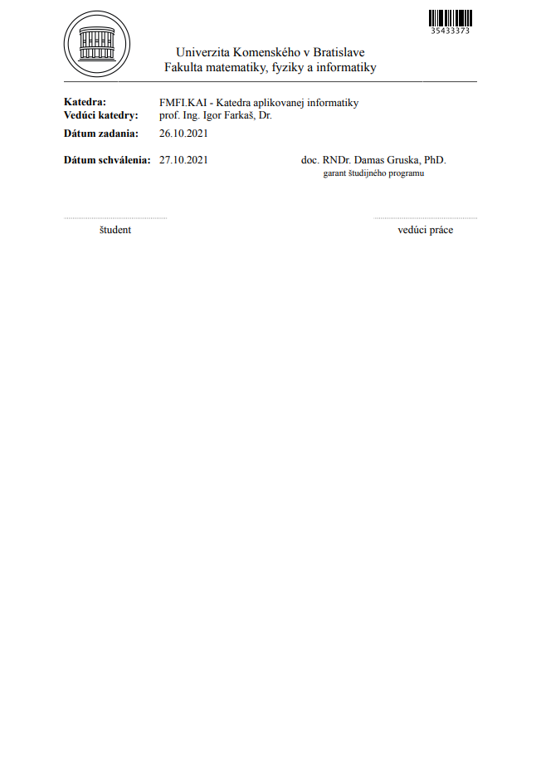 35433373
Univerzita Komenského v Bratislave
Fakulta matematiky, fyziky a informatiky
Katedra: FMFI.KAI - Katedra aplikovanej informatiky
Vedúci katedry: prof. Ing. Igor Farkaš, Dr.
Dátum zadania: 26.10.2021
Dátum schválenia: 27.10.2021 doc. RNDr. Damas Gruska, PhD.
garant študijného programu
študent vedúci práce